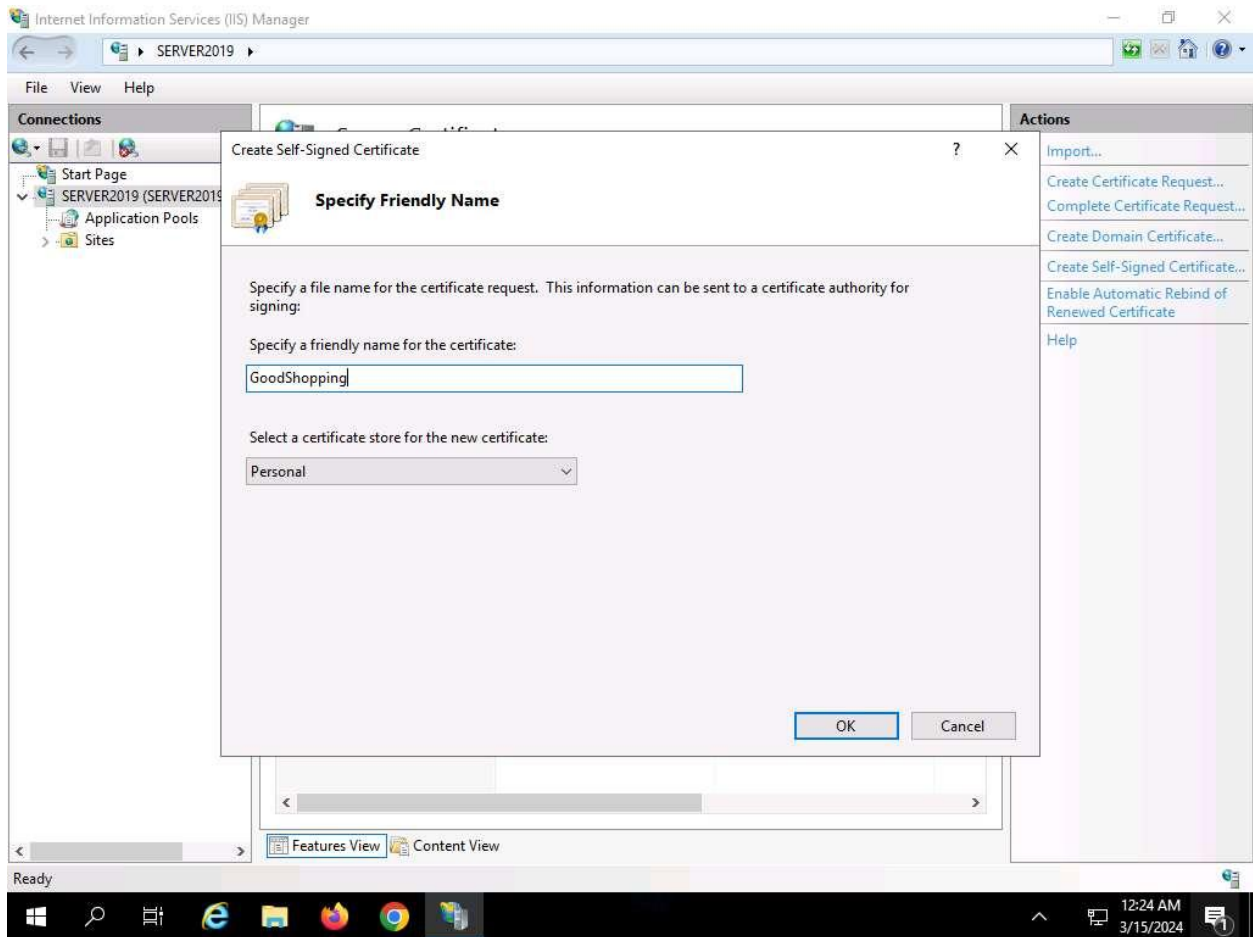 Internet Information Services (IIS) Manager
SERVER2019
File View Help
Connections
Start Page
SERVER2019 (SERVER2019
Application Pools
Sites
Create Self-Signed Certificate
?
Specify Friendly Name
Specify a file name for the certificate request. This information can be sent to a certificate authority for
signing:
Specify a friendly name for the certificate:
GoodShopping
Select a certificate store for the new certificate:
Personal
OK Cancel
Actions
Import...
Create Certificate Request...
Complete Certificate Request...
Create Domain Certificate...
Create Self-Signed Certificate...
Enable Automatic Rebind of
Renewed Certificate
Help
Features View Content View
Ready
12:24 AM
3/15/2024
1